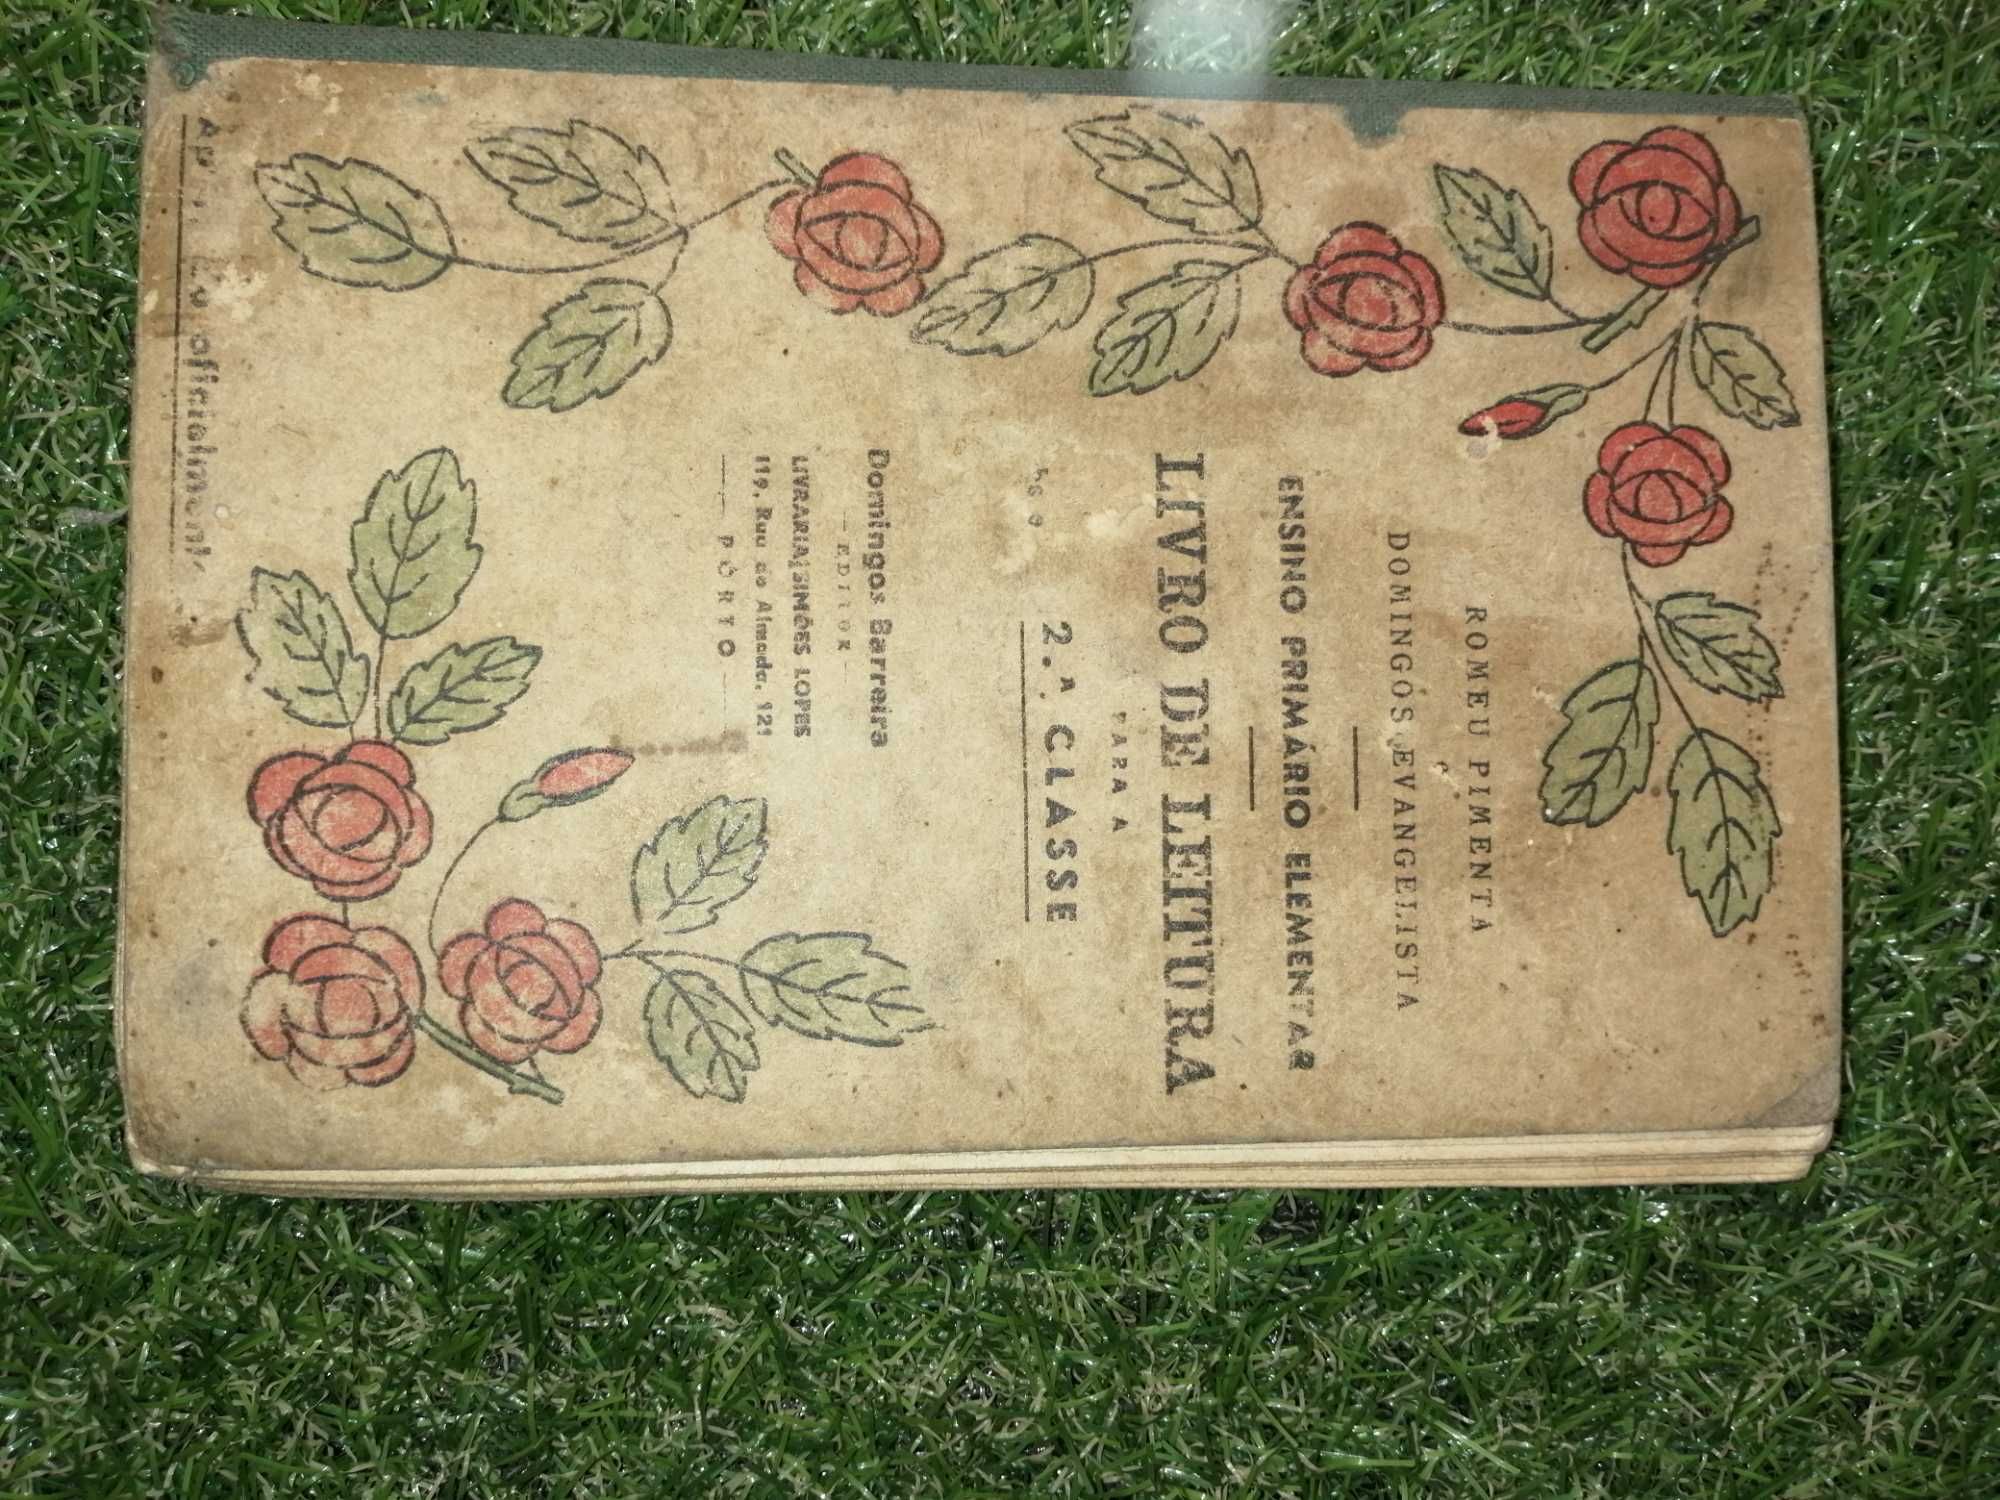 ROMEU PIMENTA
DOMINGOS EVANGELISTA
ENSINO PRIMÁRIO ELEMENTAR
LIVRO DE LEITURA
PARA A
2.ª CLASSE
Domingos Barreira
EDITOR
LIVRARIA SIMÕES LOPES
119, Rua do Almada, 121
PÔRTO
oficialmente